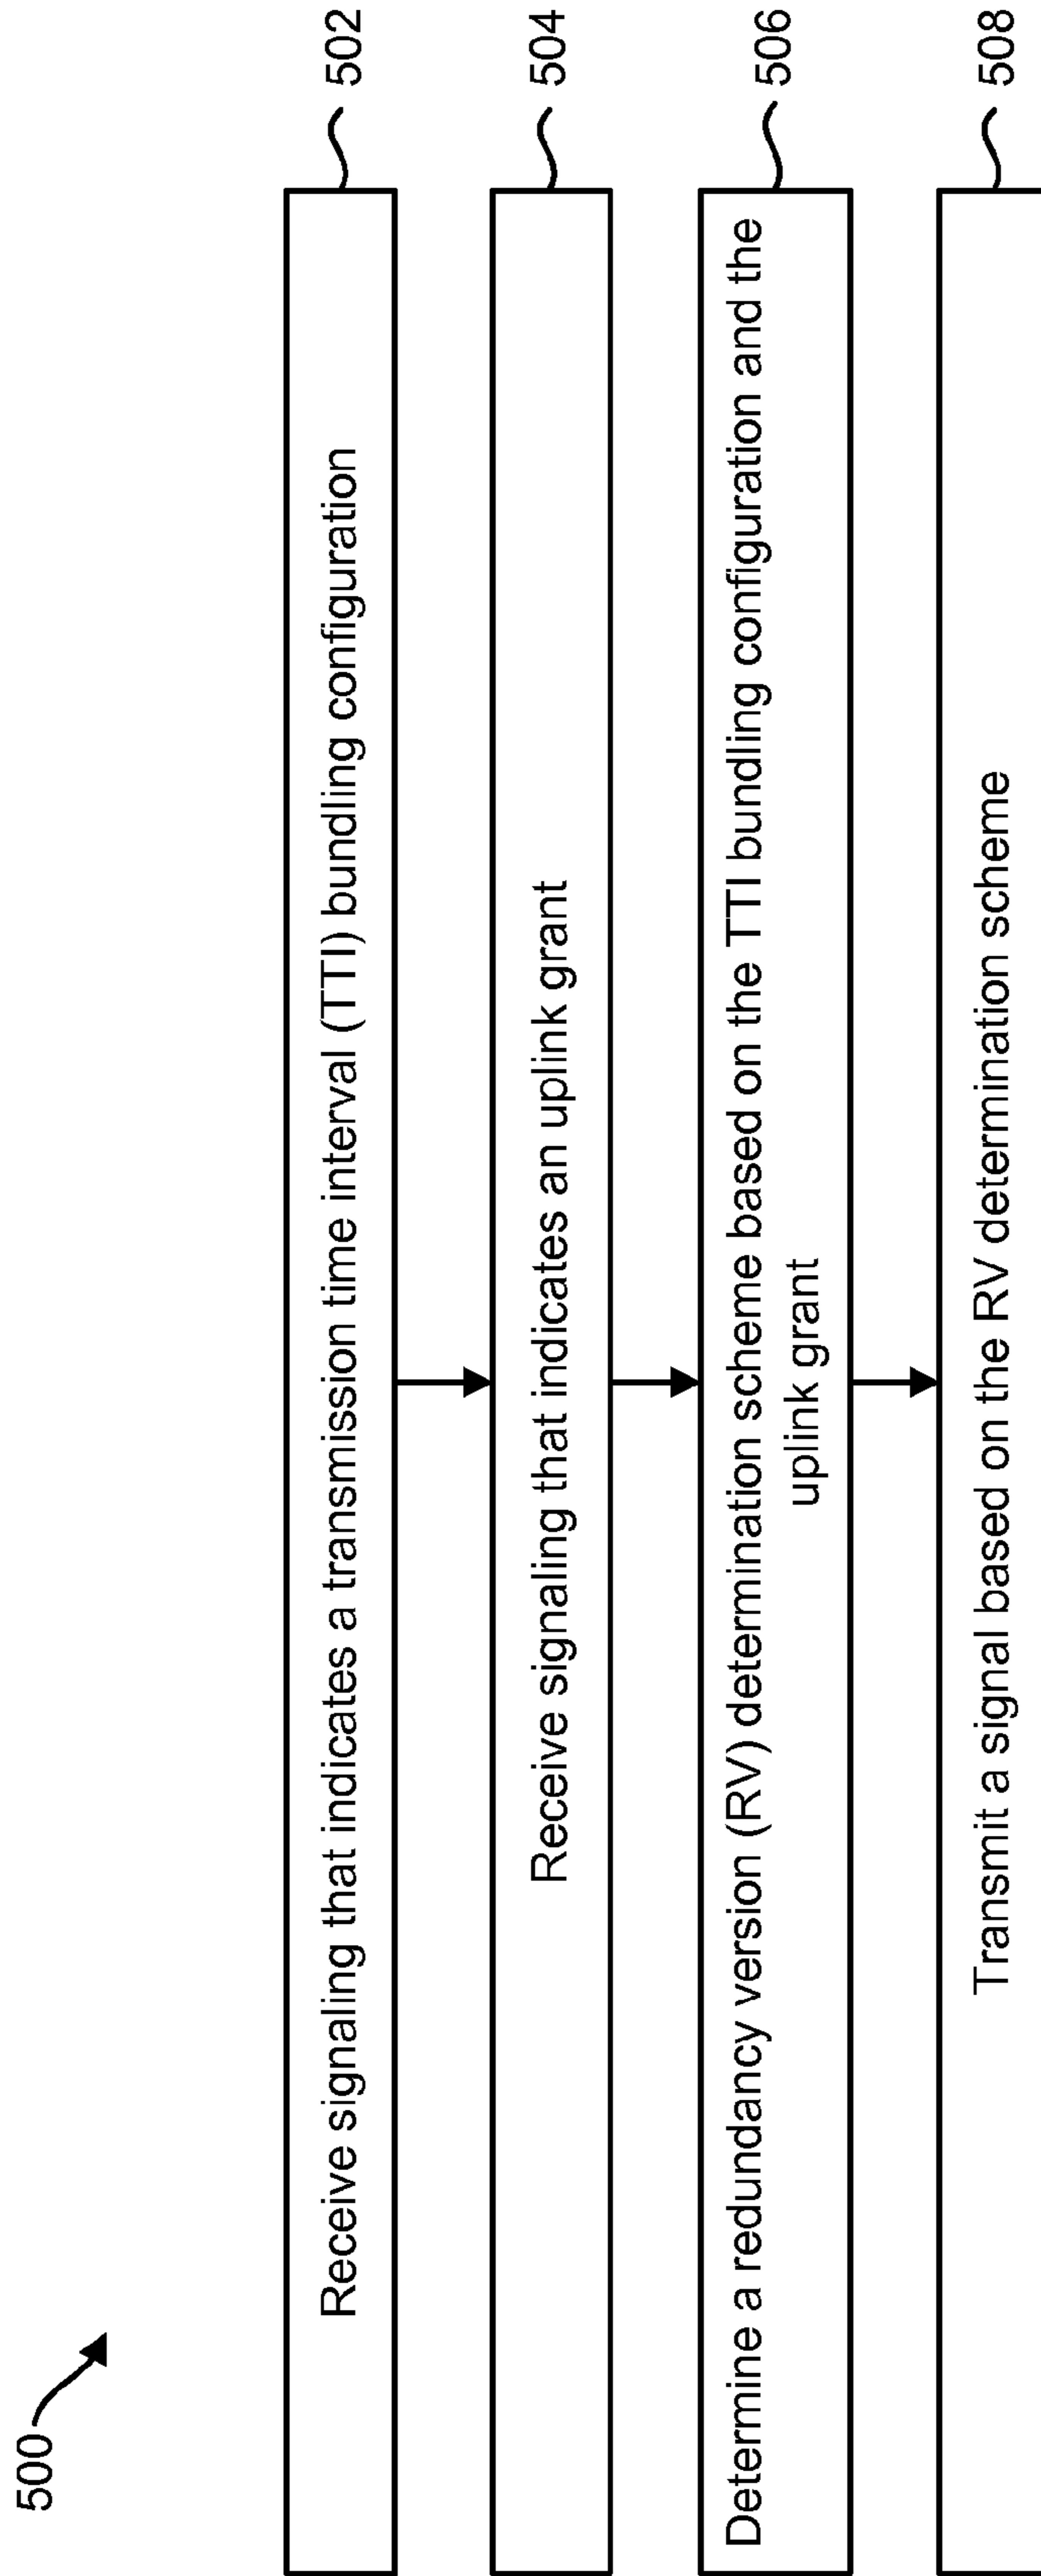 500
Receive signaling that indicates a transmission time interval (TTI) bundling configuration
502
Receive signaling that indicates an uplink grant
504
Determine a redundancy version (RV) determination scheme based on the TTI bundling configuration and the
uplink grant
506
Transmit a signal based on the RV determination scheme
508